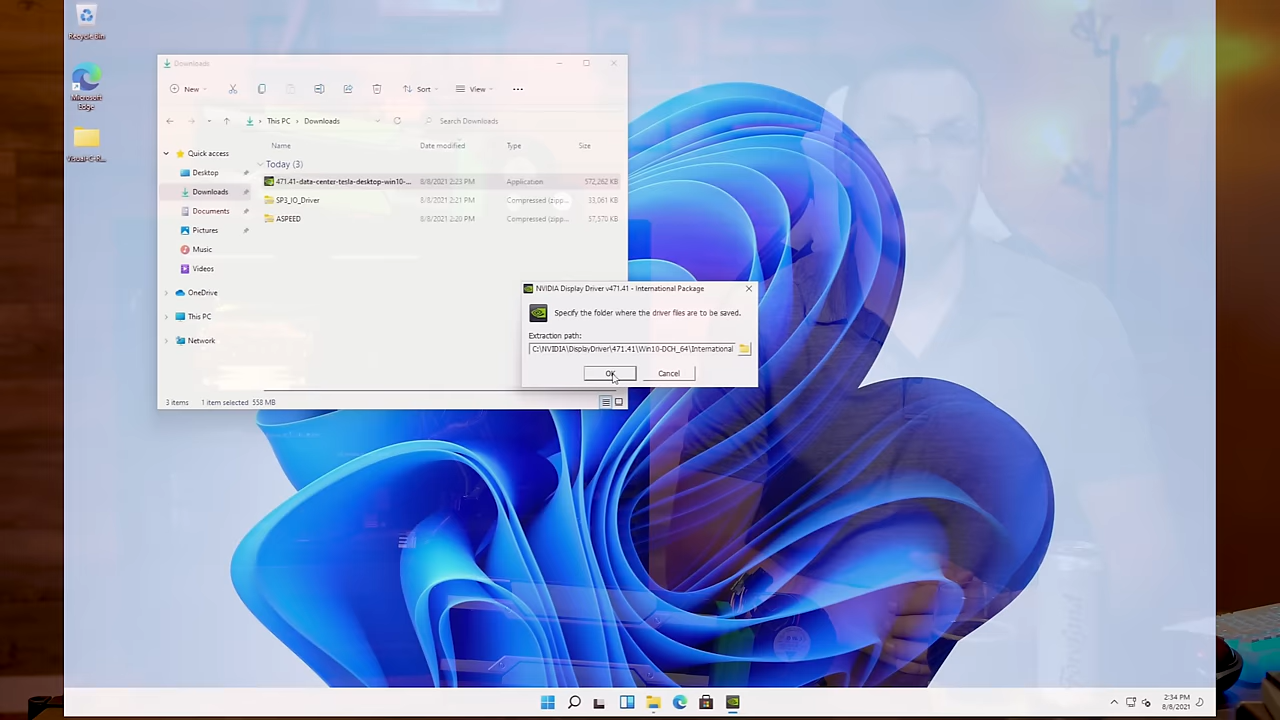 Recycle Bin
Microsoft
Edge
Visual-C-R...
Downloads
New
Sort
View
This PC > Downloads
Search Downloads
Name Date modified Type Size
Quick access
Today (3)
Desktop
471.41-data-center-tesla-desktop-win10-... 8/8/2021 2:23 PM Application 572,262 KB
Downloads
SP3_IO_Driver 8/8/2021 2:21 PM Compressed (zipp... 33,061 KB
Documents
ASPEED 8/8/2021 2:20 PM Compressed (zipp... 57,570 KB
Pictures
Music
Videos
OneDrive
This PC
Network
3 items 1 item selected 558 MB
NVIDIA Display Driver v471.41 - International Package
Specify the folder where the driver files are to be saved.
Extraction path:
C:\NVIDIA\DisplayDriver\471.41\Win10-DCH_64\International
OK Cancel
2:34 PM
8/8/2021